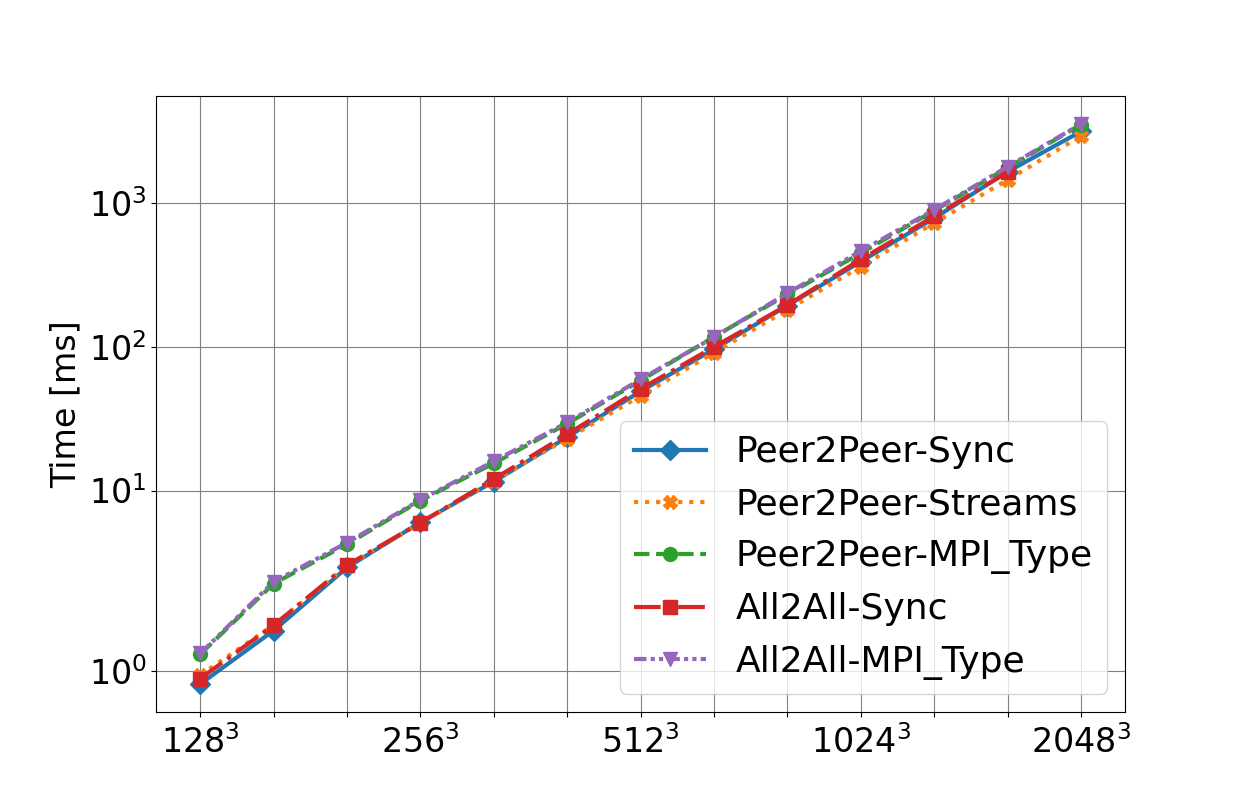 10³
10²
Time [ms]
10¹
10⁰
Peer2Peer-Sync
Peer2Peer-Streams
Peer2Peer-MPI_Type
All2All-Sync
All2All-MPI_Type
128³ 256³ 512³ 1024³ 2048³